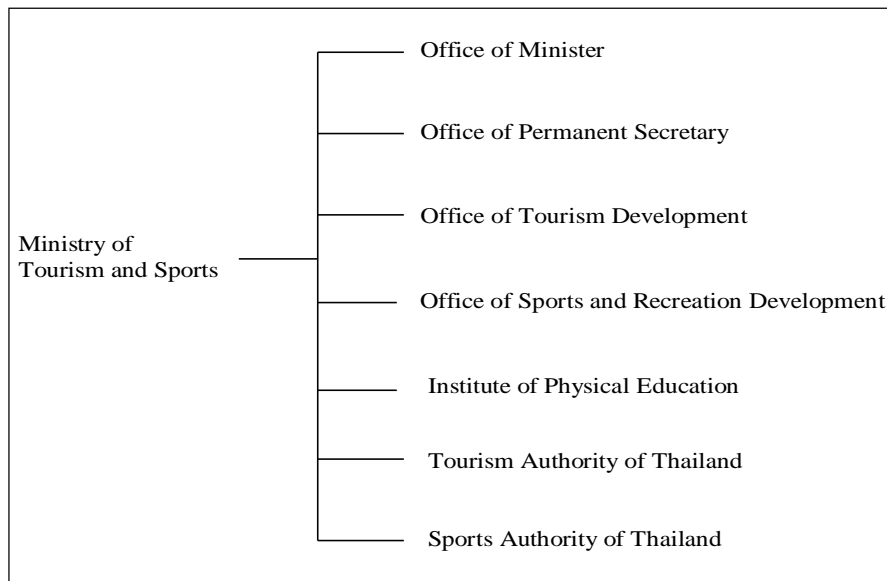 Office of Minister
Office of Permanent Secretary
Office of Tourism Development
Ministry of
Tourism and Sports
Office of Sports and Recreation Development
Institute of Physical Education
Tourism Authority of Thailand
Sports Authority of Thailand